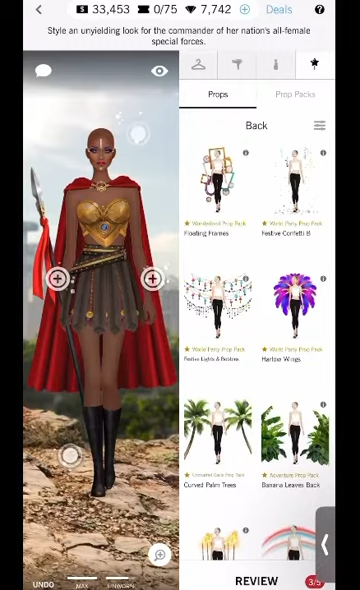 $ 33,453 0/75 7,742 Deals ?
Style an unyielding look for the commander of her nation's all-female
special forces.
Props
Prop Packs
Back
Wonderland Prop Pack
Floating Frames
World Party Prop Pack
Festive Confetti B
World Party Prop Pack
Festive Lights & Baubles
World Party Prop Pack
Harlow Wings
Enchanted Oasis Prop Pack
Curved Palm Trees
Adventure Prop Pack
Banana Leaves Back
UNDO
MAX
REVIEW
3/5